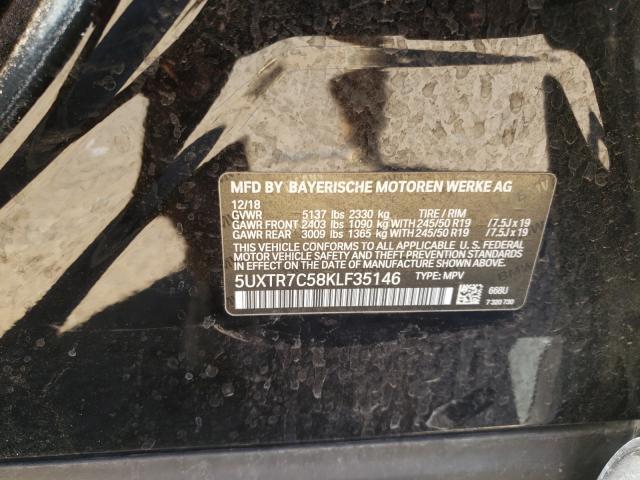 MFD BY BAYERISCHE MOTOREN WERKE AG
12/18
GVWR 5137 lbs 2330 kg TIRE / RIM
GAWR FRONT 2403 lbs 1090 kg WITH 245/50 R19 /7.5J x 19
GAWR REAR 3009 lbs 1365 kg WITH 245/50 R19 /7.5J x 19
THIS VEHICLE CONFORMS TO ALL APPLICABLE U. S. FEDERAL
MOTOR VEHICLE SAFETY AND THEFT PREVENTION STANDARDS
IN EFFECT ON THE DATE OF MANUFACTURE SHOWN ABOVE.
5UXTR7C58KLF35146 TYPE: MPV
668U
7 320 730